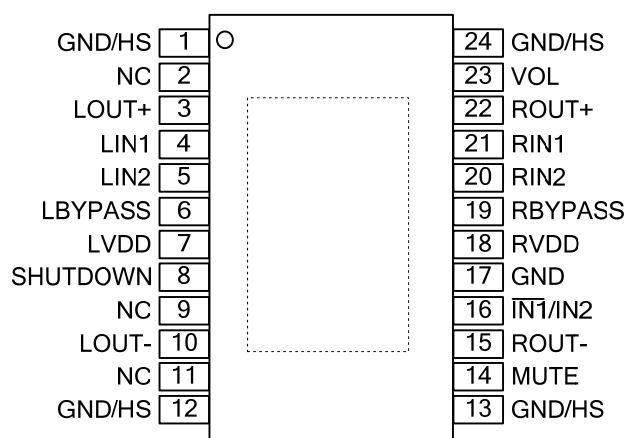 GND/HS 1 24 GND/HS
NC 2 23 VOL
LOUT+ 3 22 ROUT+
LIN1 4 21 RIN1
LIN2 5 20 RIN2
LBYPASS 6 19 RBYPASS
LVDD 7 18 RVDD
SHUTDOWN 8 17 GND
NC 9 16 I̅N̅1̅/IN2
LOUT- 10 15 ROUT-
NC 11 14 MUTE
GND/HS 12 13 GND/HS